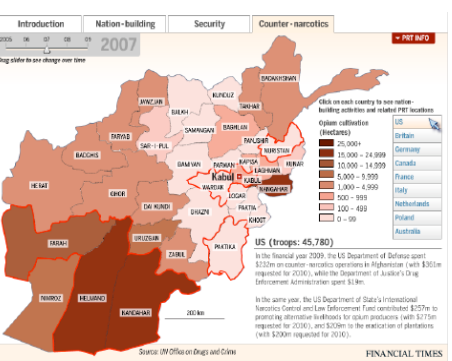 Introduction
Nation-building
Security
Counter-narcotics
2005 06 07 08 09
2007
Drag slider to see change over time
PRT INFO
BADAKHSHAN
KUNDUZ
TAKHAR
JAWZJAN
BALKH
SAMANGAN
BAGHLAN
FARYAB
SAR-I-PUL
PANJSHIR
NURISTAN
BADGHIS
BAMIYAN
PARWAN
KAPISA
KUNAR
LAGHMAN
Kabul
KABUL
HERAT
WARDAK
NANGAHAR
GHOR
LOGAR
DAI KUNDI
PAKTIA
GHAZNI
KHOST
URUZGAN
FARAH
PAKTIKA
ZABUL
NIMROZ
HELMAND
KANDAHAR
200 km
Click on each country to see nation-
building activities and related PRT locations
Opium cultivation
(Hectares)
25,000+
15,000 - 24,999
10,000 - 14,999
5,000 - 9,999
1,000 - 4,999
500 - 999
100 - 499
0 - 99
US
Britain
Germany
Canada
France
Italy
Netherlands
Poland
Australia
US (troops: 45,780)
In the financial year 2009, the US Department of Defense spent
$232m on counter-narcotics operations in Afghanistan (with $361m
requested for 2010), while the Department of Justice's Drug
Enforcement Administration spent $19m.
In the same year, the US Department of State's International
Narcotics Control and Law Enforcement Fund contributed $257m to
promoting alternative livelihoods for opium producers (with $275m
requested for 2010), and $209m to the eradication of plantations
(with $200m requested for 2010).
Source: UN Office on Drugs and Crime
FINANCIAL TIMES